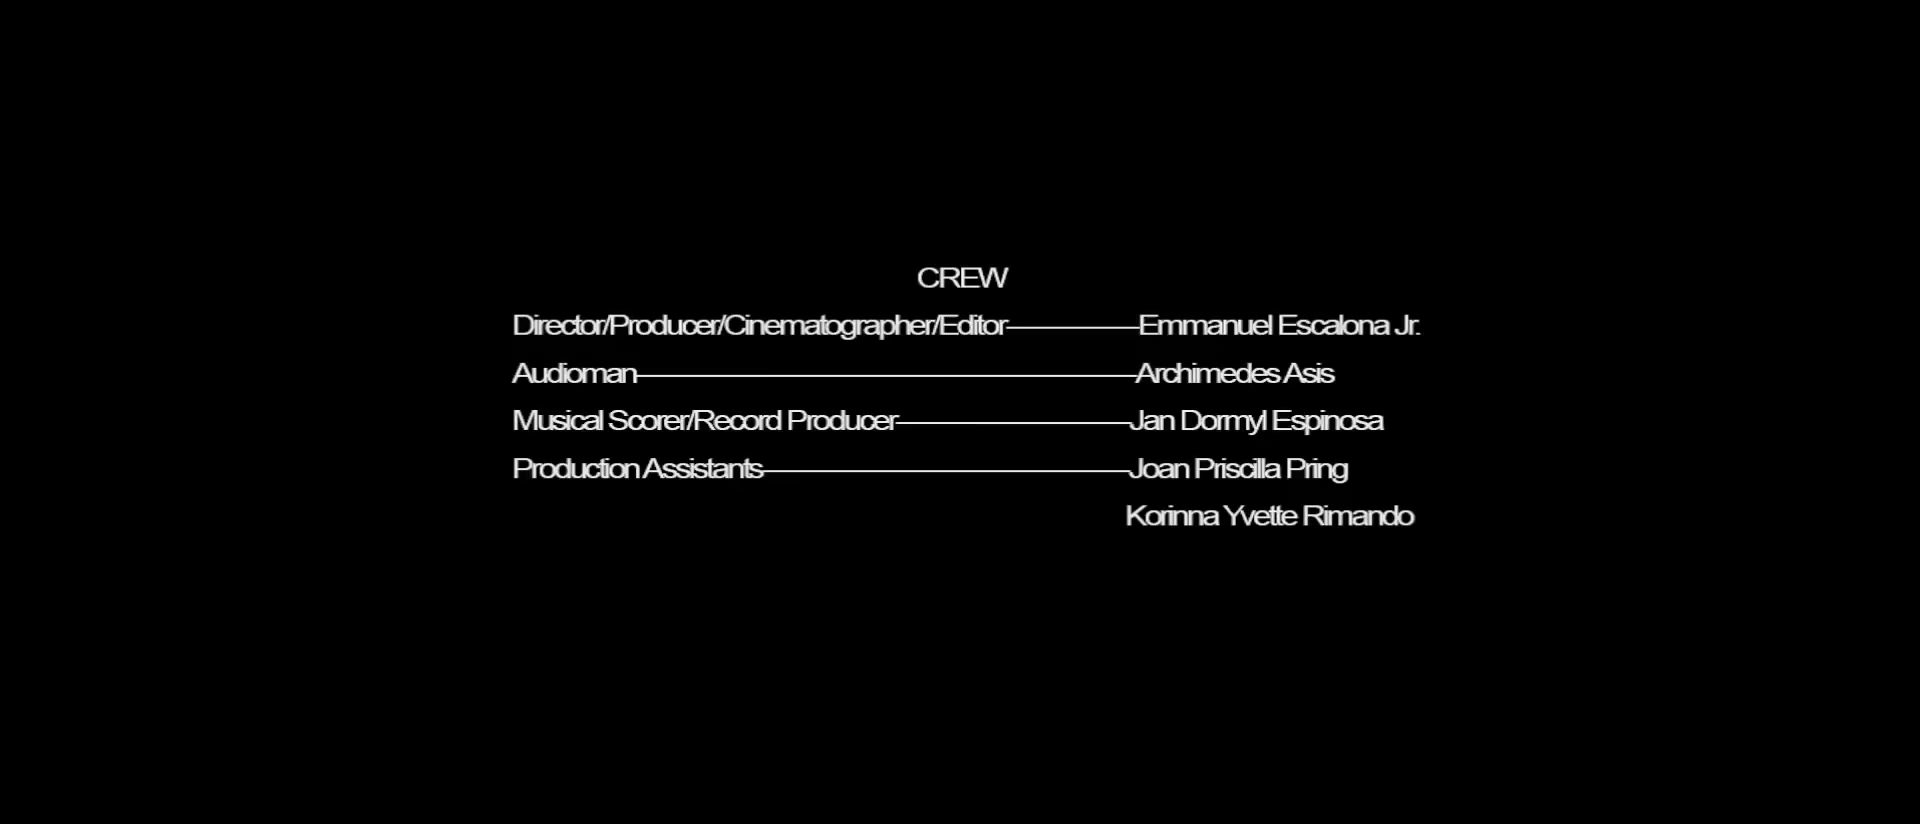 CREW
Director/Producer/Cinematographer/Editor————Emmanuel Escalona Jr.
Audioman———————————————Archimedes Asis
Musical Scorer/Record Producer———————Jan Dormyl Espinosa
Production Assistants———————————Joan Priscilla Pring
Korinna Yvette Rimando